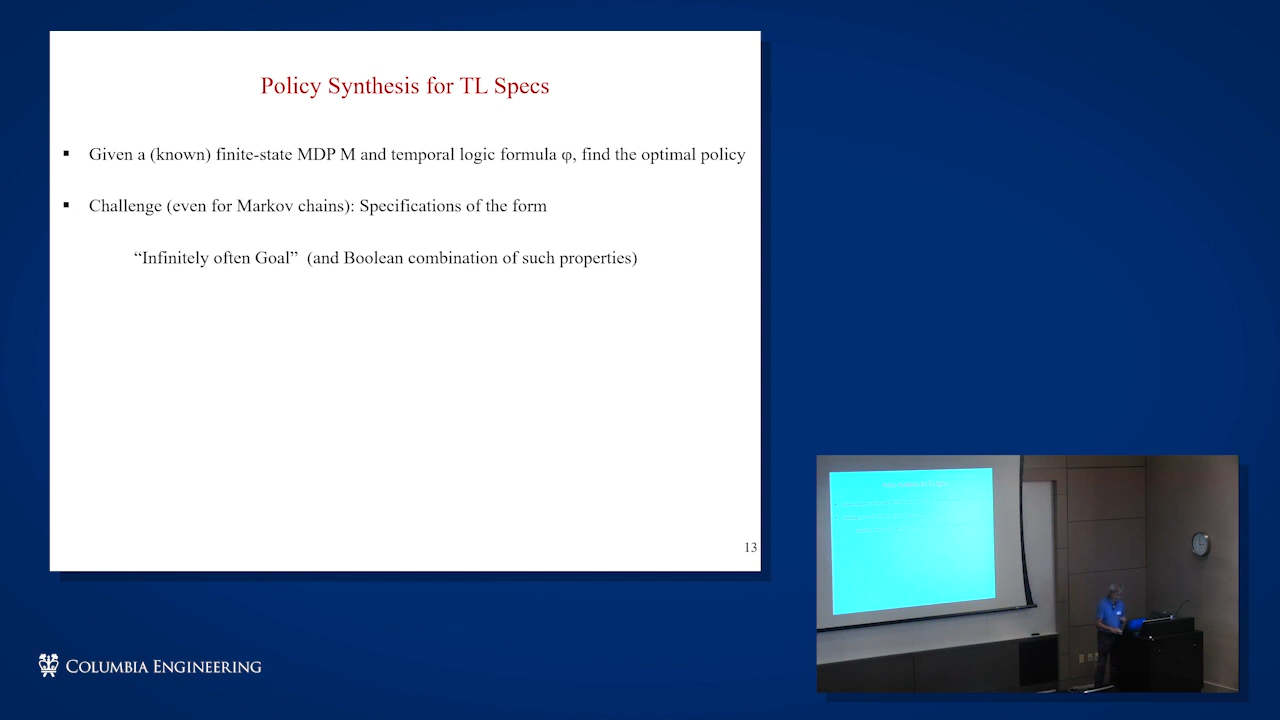 Policy Synthesis for TL Specs
▪ Given a (known) finite-state MDP M and temporal logic formula φ, find the optimal policy
▪ Challenge (even for Markov chains): Specifications of the form
“Infinitely often Goal” (and Boolean combination of such properties)
13
COLUMBIA ENGINEERING